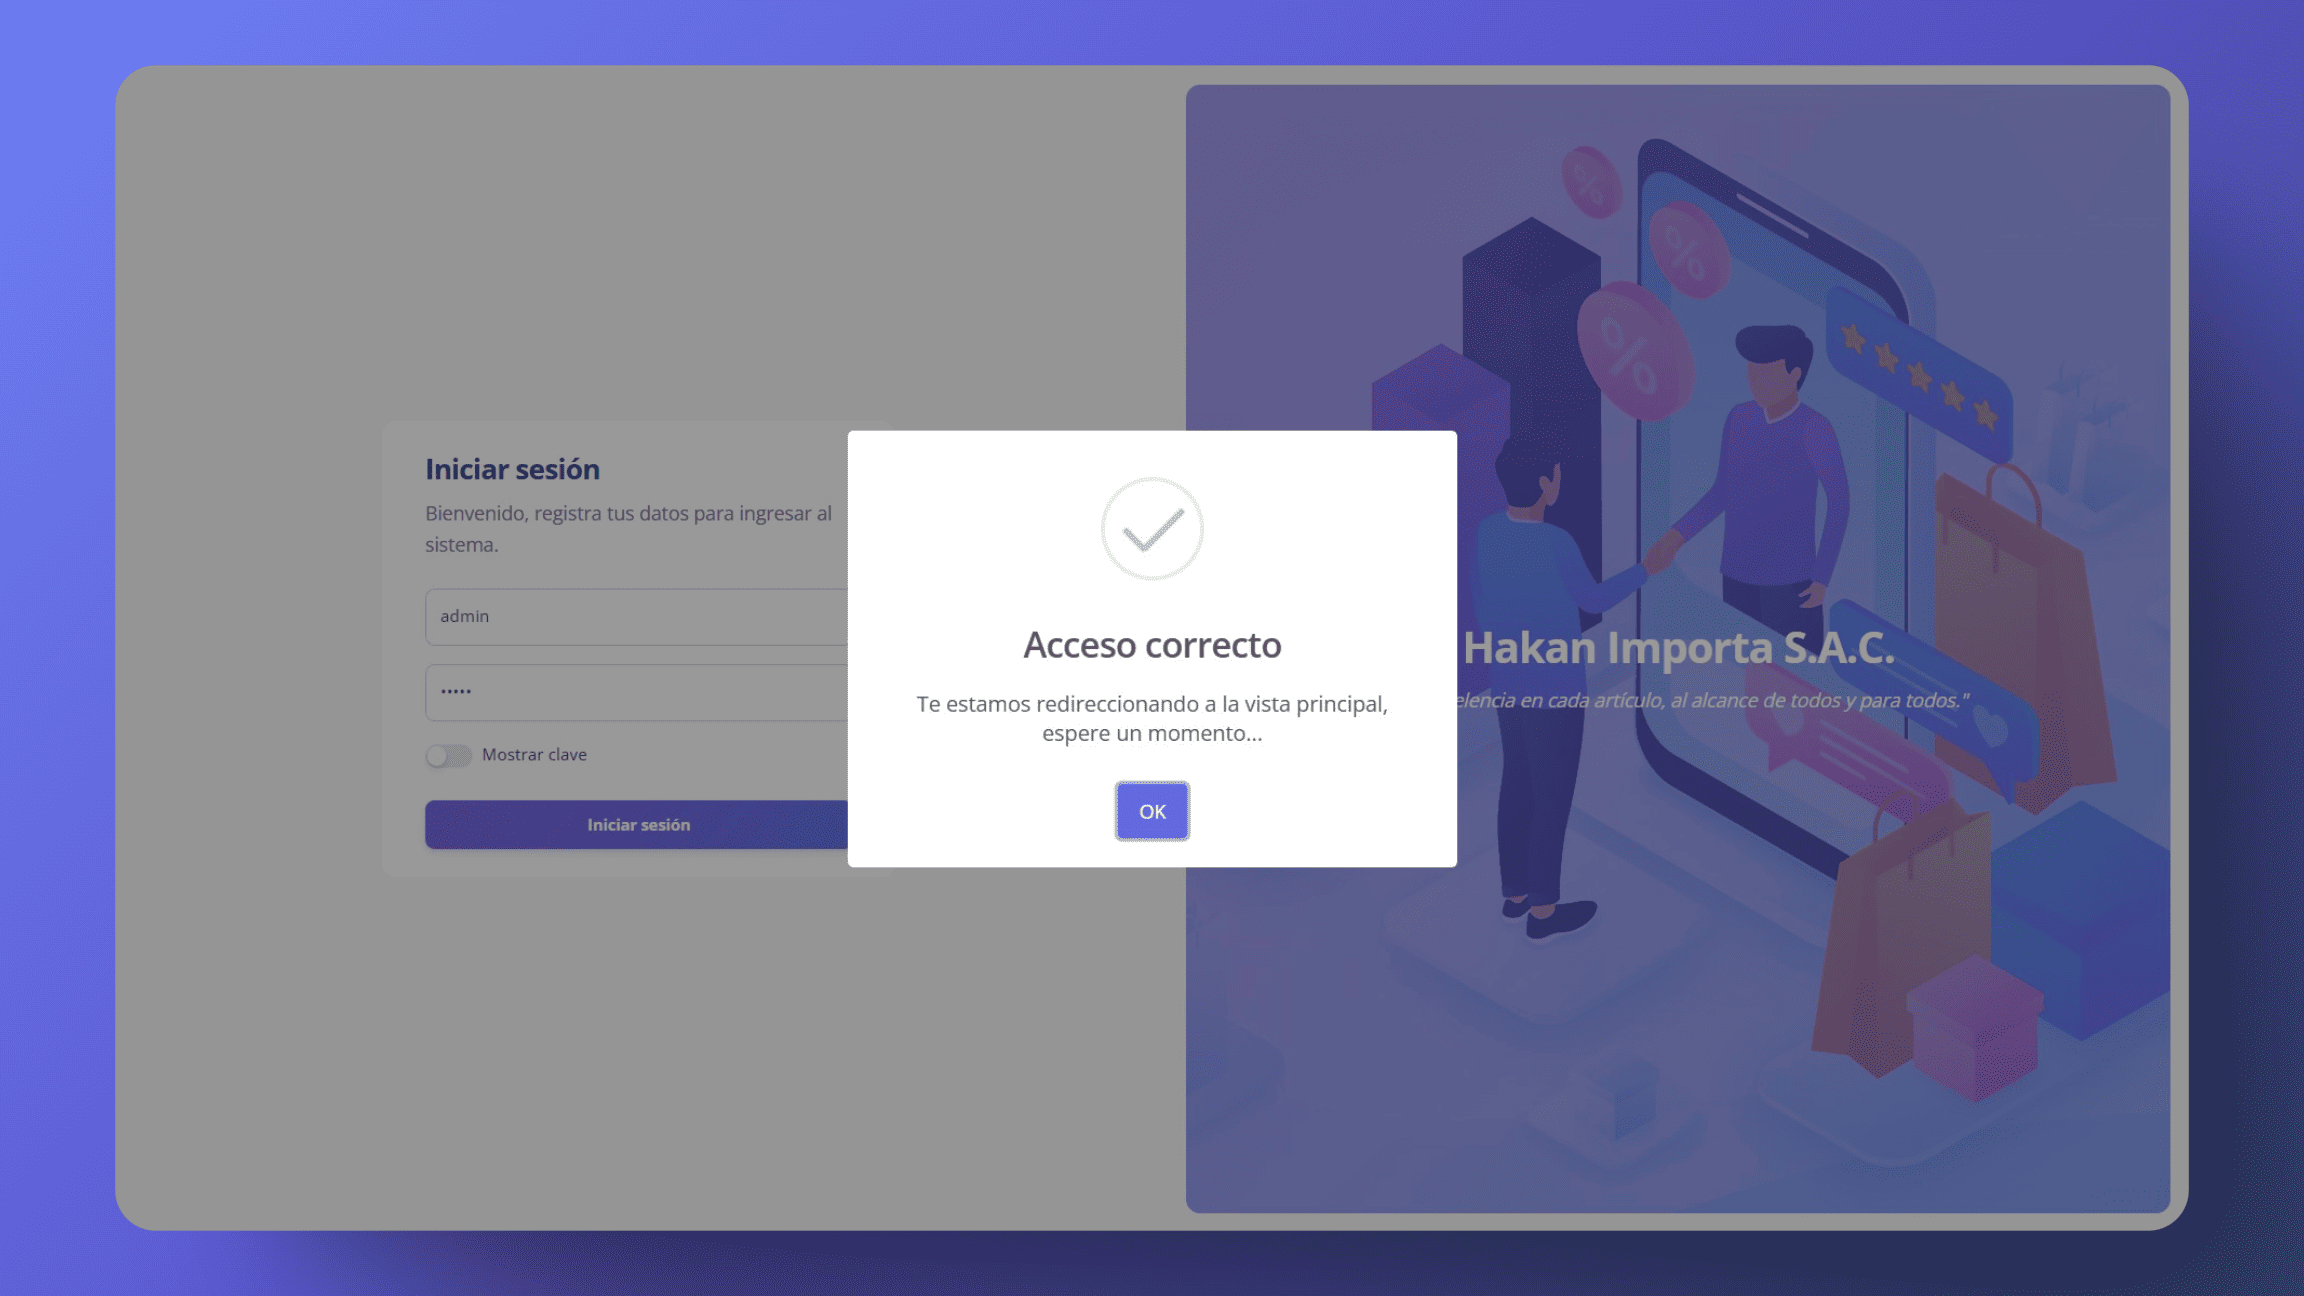 Iniciar sesión
Bienvenido, registra tus datos para ingresar al
sistema.
admin
•••••
Mostrar clave
Iniciar sesión
Acceso correcto
Te estamos redireccionando a la vista principal,
espere un momento...
OK
%
%
%
Hakan Importa S.A.C.
en cada artículo, al alcance de todos y para todos."